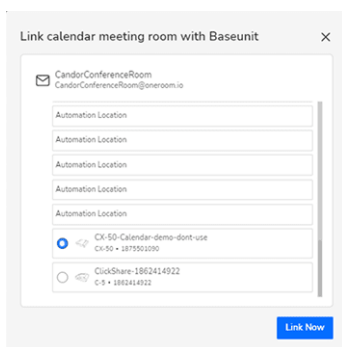 Link calendar meeting room with Baseunit
CandorConferenceRoom
CandorConferenceRoom@oneroom.io
Automation Location
Automation Location
Automation Location
Automation Location
Automation Location
CX-50-Calendar-demo-dont-use
CX-50 • 1875501090
ClickShare-1862414922
C-5 • 1862414922
Link Now